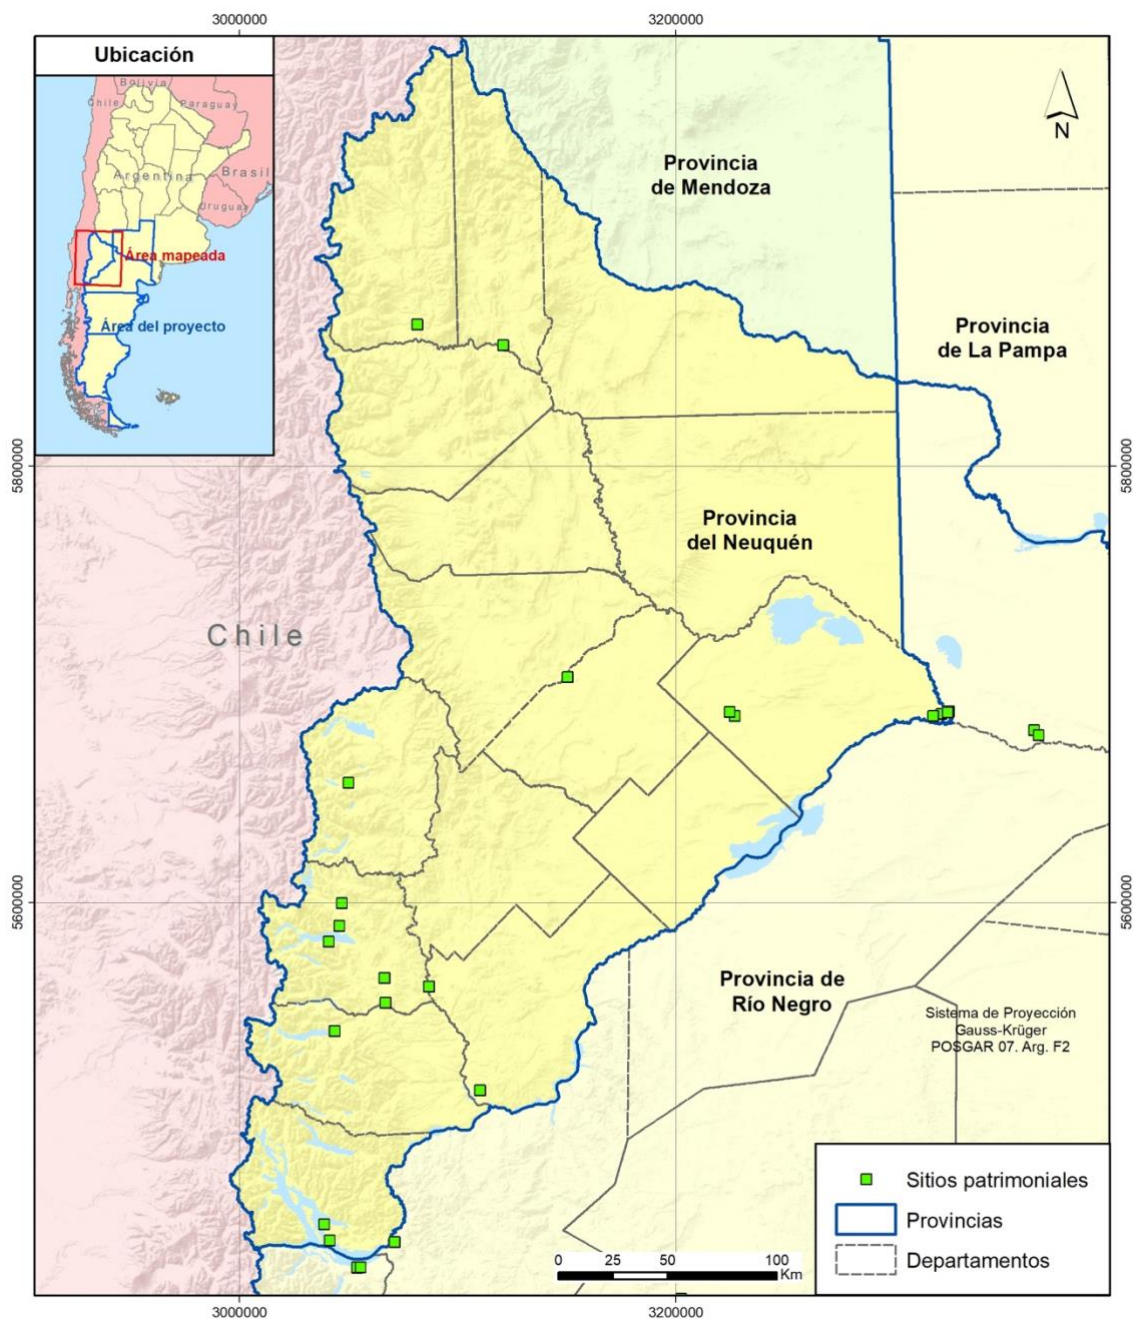 3000000
3200000
Ubicación
Bolivia
Chile
Paraguay
Argentina
Brasil
Uruguay
Área mapeada
Área del proyecto
N
Provincia
de Mendoza
Provincia
de La Pampa
5800000
5800000
Provincia
del Neuquén
Chile
5600000
5600000
Provincia de
Río Negro
Sistema de Proyección
Gauss-Krüger
POSGAR 07. Arg. F2
Sitios patrimoniales
Provincias
Departamentos
0 25 50 100
Km
3000000
3200000